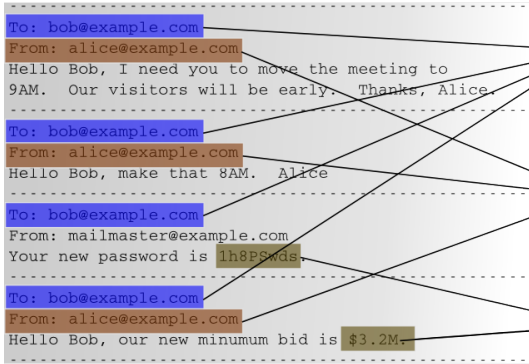 To: bob@example.com
From: alice@example.com
Hello Bob, I need you to move the meeting to
9AM.  Our visitors will be early.  Thanks, Alice.
To: bob@example.com
From: alice@example.com
Hello Bob, make that 8AM.  Alice
To: bob@example.com
From: mailmaster@example.com
Your new password is 1h8PSwds.
To: bob@example.com
From: alice@example.com
Hello Bob, our new minumum bid is $3.2M.